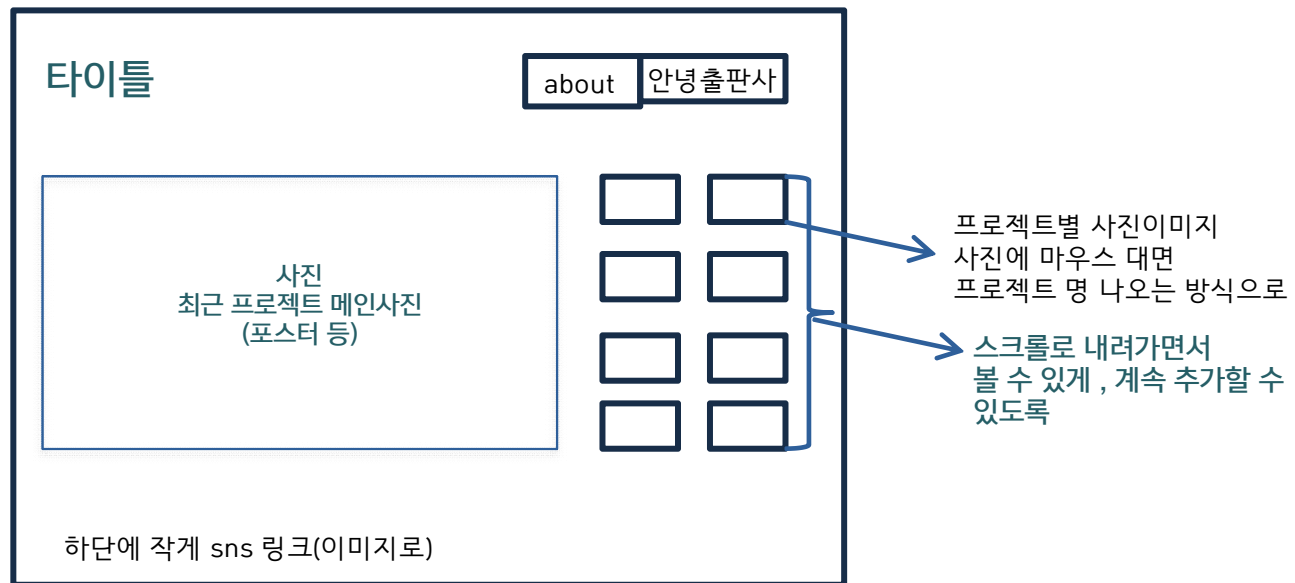 타이틀
about
안녕출판사
사진
최근 프로젝트 메인사진
(포스터 등)
프로젝트별 사진이미지
사진에 마우스 대면
프로젝트 명 나오는 방식으로
스크롤로 내려가면서
볼 수 있게 , 계속 추가할 수
있도록
하단에 작게 sns 링크(이미지로)